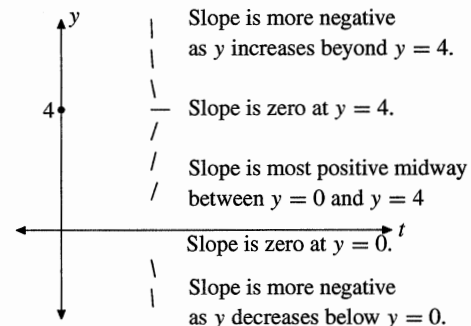 y
Slope is more negative
as y increases beyond y = 4.
4
Slope is zero at y = 4.
Slope is most positive midway
between y = 0 and y = 4
t
Slope is zero at y = 0.
Slope is more negative
as y decreases below y = 0.